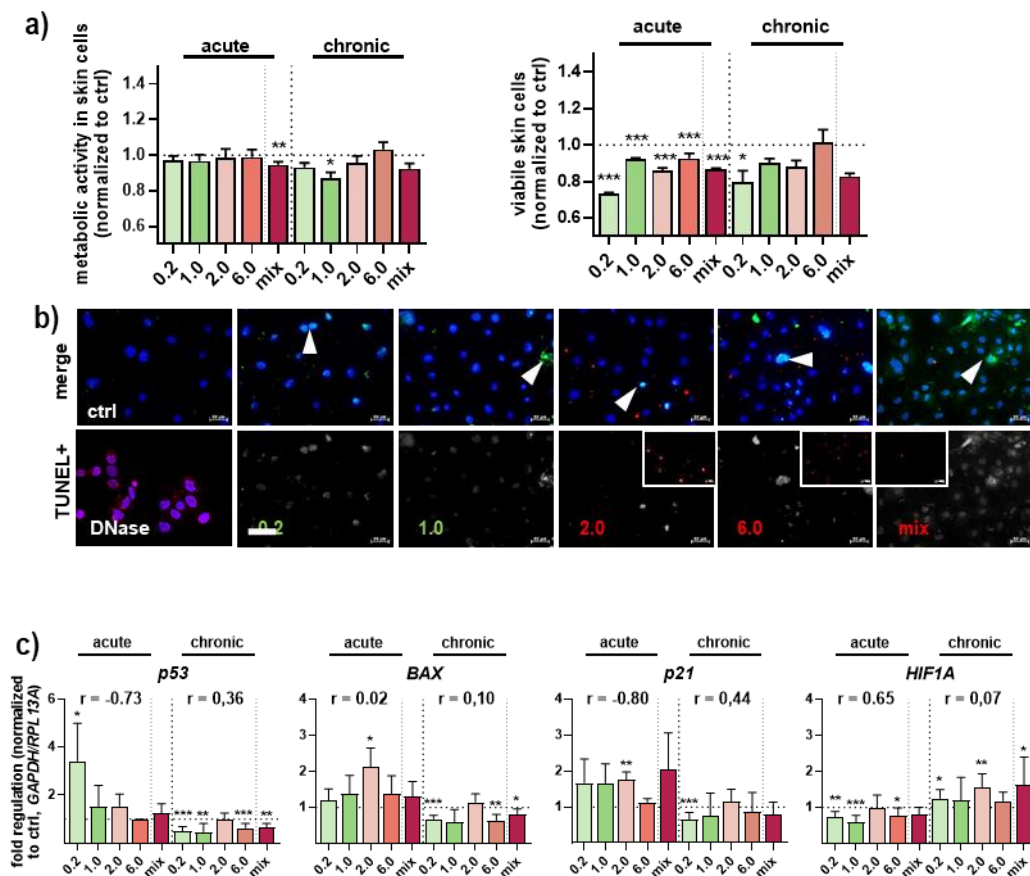 a)
acute
chronic
metabolic activity in skin cells
(normalized to ctrl)
1.4
1.2
1.0
0.8
0.6
**
*
0.2
1.0
2.0
6.0
mix
0.2
1.0
2.0
6.0
mix
acute
chronic
viabile skin cells
(normalized to ctrl)
1.4
1.2
1.0
0.8
0.6
***
***
***
***
***
*
0.2
1.0
2.0
6.0
mix
0.2
1.0
2.0
6.0
mix
b)
merge
ctrl
TUNEL+
DNase
0.2
1.0
2.0
6.0
mix
c)
fold regulation (normalized
to ctrl, GAPDH/RPL13A)
acute
chronic
p53
r = -0.73
r = 0,36
6
4
2
*
***
**
***
**
0.2
1.0
2.0
6.0
mix
0.2
1.0
2.0
6.0
mix
acute
chronic
BAX
r = 0.02
r = 0,10
4
3
2
1
0
*
***
**
*
0.2
1.0
2.0
6.0
mix
0.2
1.0
2.0
6.0
mix
acute
chronic
p21
r = -0.80
r = 0,44
4
3
2
1
0
**
***
0.2
1.0
2.0
6.0
mix
0.2
1.0
2.0
6.0
mix
acute
chronic
HIF1A
r = 0.65
r = 0,07
4
3
2
1
0
**
***
*
*
**
*
0.2
1.0
2.0
6.0
mix
0.2
1.0
2.0
6.0
mix